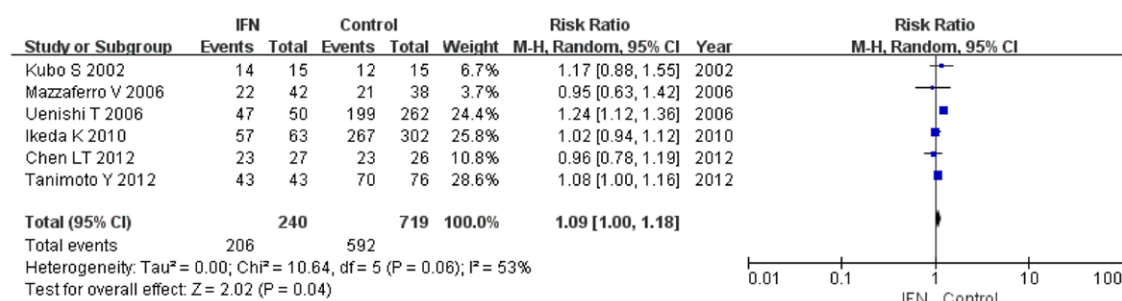 IFN Control Risk Ratio Risk Ratio
Study or Subgroup Events Total Events Total Weight M-H, Random, 95% CI Year M-H, Random, 95% CI
Kubo S 2002 14 15 12 15 6.7% 1.17 [0.88, 1.55] 2002
Mazzaferro V 2006 22 42 21 38 3.7% 0.95 [0.63, 1.42] 2006
Uenishi T 2006 47 50 199 262 24.4% 1.24 [1.12, 1.36] 2006
Ikeda K 2010 57 63 267 302 25.8% 1.02 [0.94, 1.12] 2010
Chen LT 2012 23 27 23 26 10.8% 0.96 [0.78, 1.19] 2012
Tanimoto Y 2012 43 43 70 76 28.6% 1.08 [1.00, 1.16] 2012
Total (95% CI) 240 719 100.0% 1.09 [1.00, 1.18]
Total events 206 592
Heterogeneity: Tau² = 0.00; Chi² = 10.64, df = 5 (P = 0.06); I² = 53%
Test for overall effect: Z = 2.02 (P = 0.04)
0.01 0.1 1 10 100
IFN Control